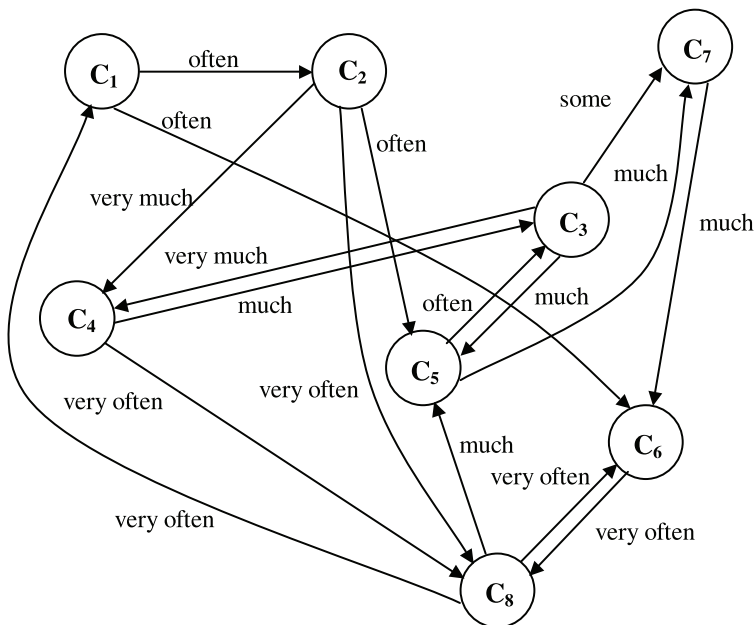 C₇
often
C₁
C₂
some
often
often
much
very much
C₃
much
very much
much
often
much
C₄
C₅
very often
very often
much
C₆
very often
very often
very often
C₈